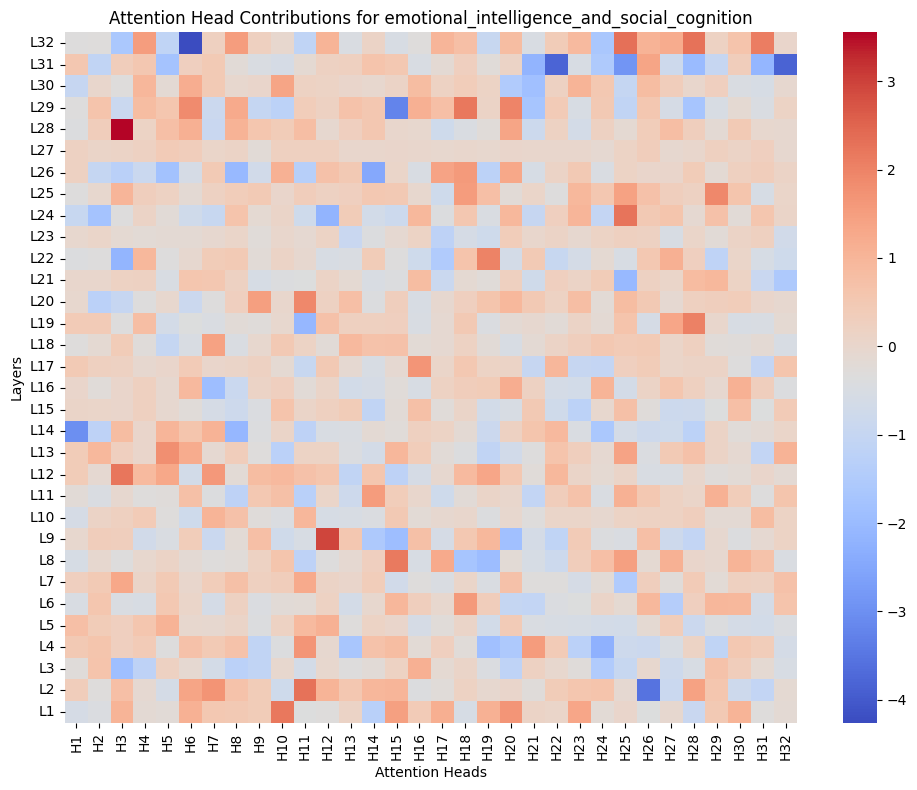 Attention Head Contributions for emotional_intelligence_and_social_cognition
Layers
L32
L31
L30
L29
L28
L27
L26
L25
L24
L23
L22
L21
L20
L19
L18
L17
L16
L15
L14
L13
L12
L11
L10
L9
L8
L7
L6
L5
L4
L3
L2
L1
H1 H2 H3 H4 H5 H6 H7 H8 H9 H10 H11 H12 H13 H14 H15 H16 H17 H18 H19 H20 H21 H22 H23 H24 H25 H26 H27 H28 H29 H30 H31 H32
Attention Heads
3
2
1
0
−1
−2
−3
−4